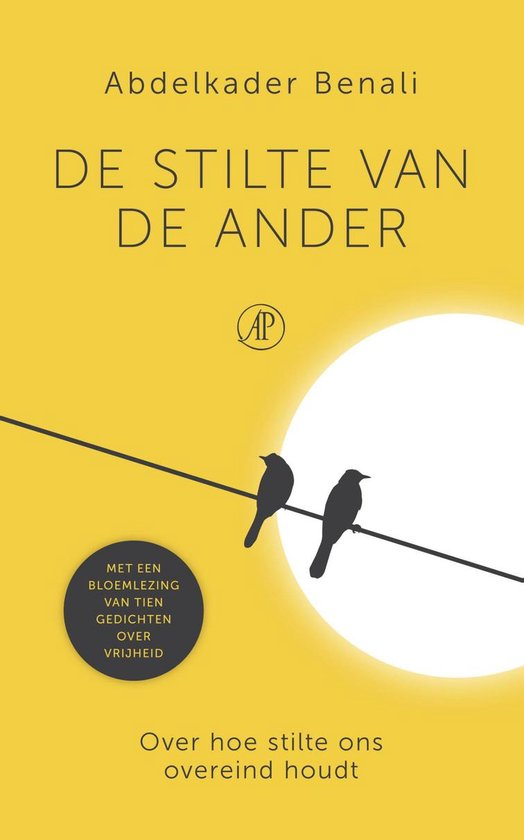 Abdelkader Benali
DE STILTE VAN
DE ANDER
AP
MET EEN
BLOEMLEZING
VAN TIEN
GEDICHTEN
OVER
VRIJHEID
Over hoe stilte ons
overeind houdt